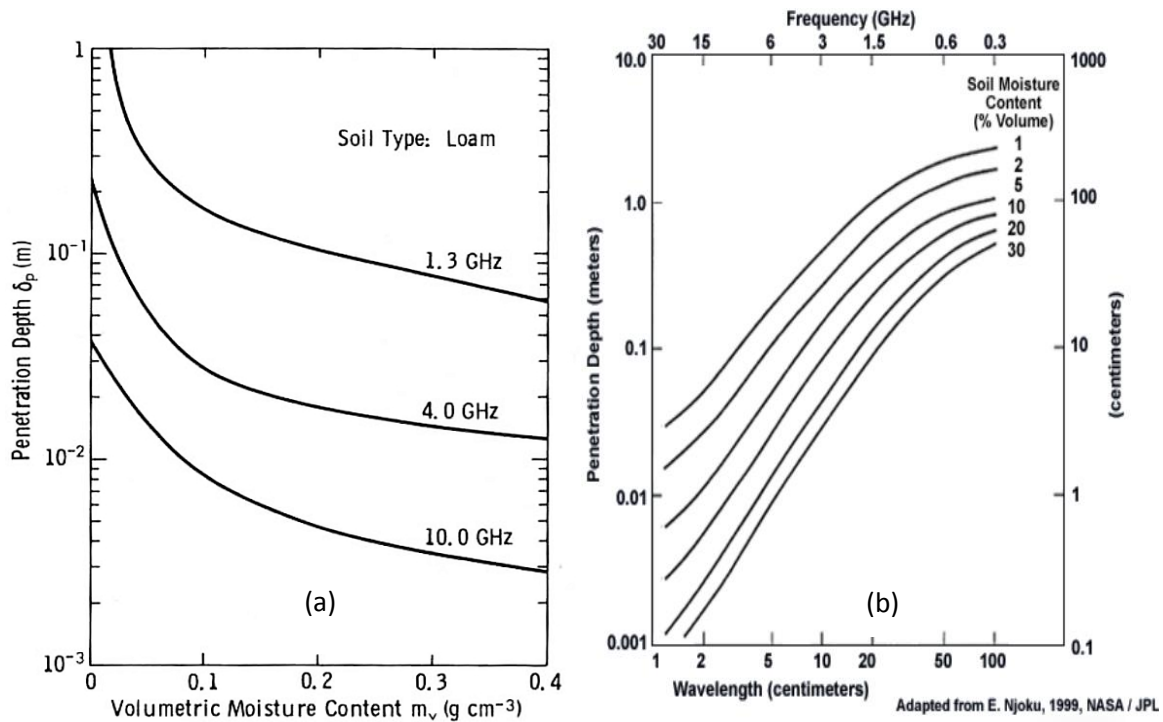 1
10⁻¹
10⁻²
10⁻³
Penetration Depth δp (m)
Soil Type: Loam
1.3 GHz
4.0 GHz
10.0 GHz
(a)
0 0.1 0.2 0.3 0.4
Volumetric Moisture Content mv (g cm⁻³)
Frequency (GHz)
30 15 6 3 1.5 0.6 0.3
10.0
1.0
0.1
0.01
0.001
Penetration Depth (meters)
Soil Moisture
Content
(% Volume)
1
2
5
10
20
30
1000
100
10
1
0.1
(centimeters)
(b)
1 2 5 10 20 50 100
Wavelength (centimeters)
Adapted from E. Njoku, 1999, NASA / JPL